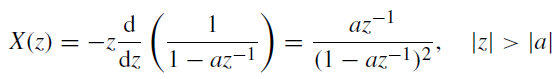 X(z) = −z d/dz ( 1 / (1 − az⁻¹) ) = az⁻¹ / (1 − az⁻¹)², |z| > |a|